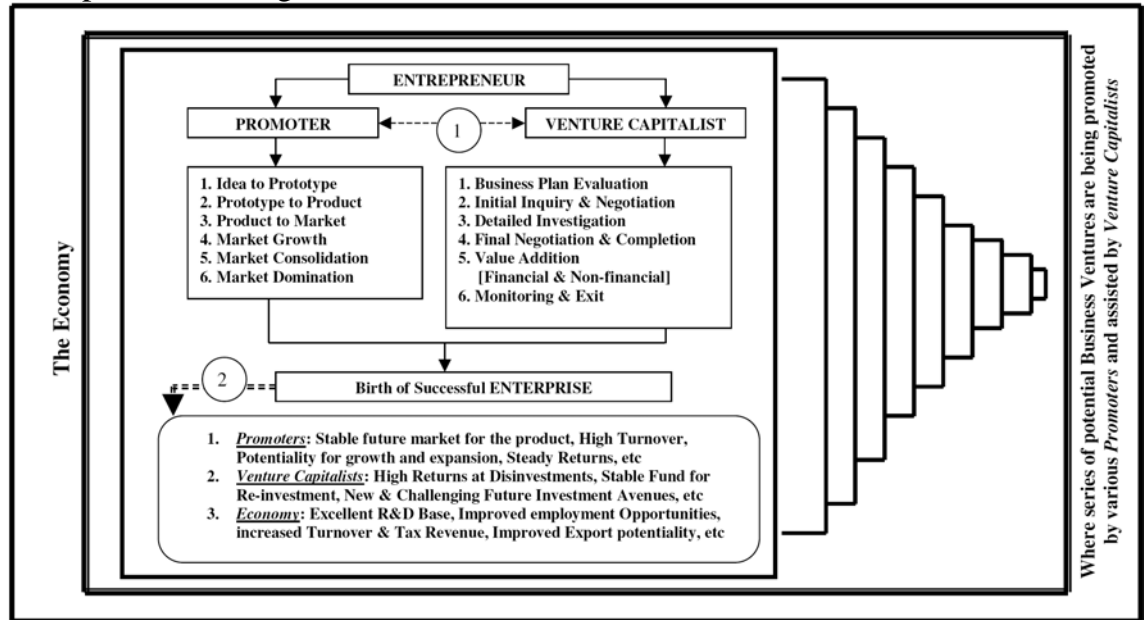 ENTREPRENEUR
PROMOTER
1
VENTURE CAPITALIST
1. Idea to Prototype
2. Prototype to Product
3. Product to Market
4. Market Growth
5. Market Consolidation
6. Market Domination
1. Business Plan Evaluation
2. Initial Inquiry & Negotiation
3. Detailed Investigation
4. Final Negotiation & Completion
5. Value Addition
[Financial & Non-financial]
6. Monitoring & Exit
2
Birth of Successful ENTERPRISE
1. Promoters: Stable future market for the product, High Turnover,
Potentiality for growth and expansion, Steady Returns, etc
2. Venture Capitalists: High Returns at Disinvestments, Stable Fund for
Re-investment, New & Challenging Future Investment Avenues, etc
3. Economy: Excellent R&D Base, Improved employment Opportunities,
increased Turnover & Tax Revenue, Improved Export potentiality, etc
The Economy
Where series of potential Business Ventures are being promoted
by various Promoters and assisted by Venture Capitalists